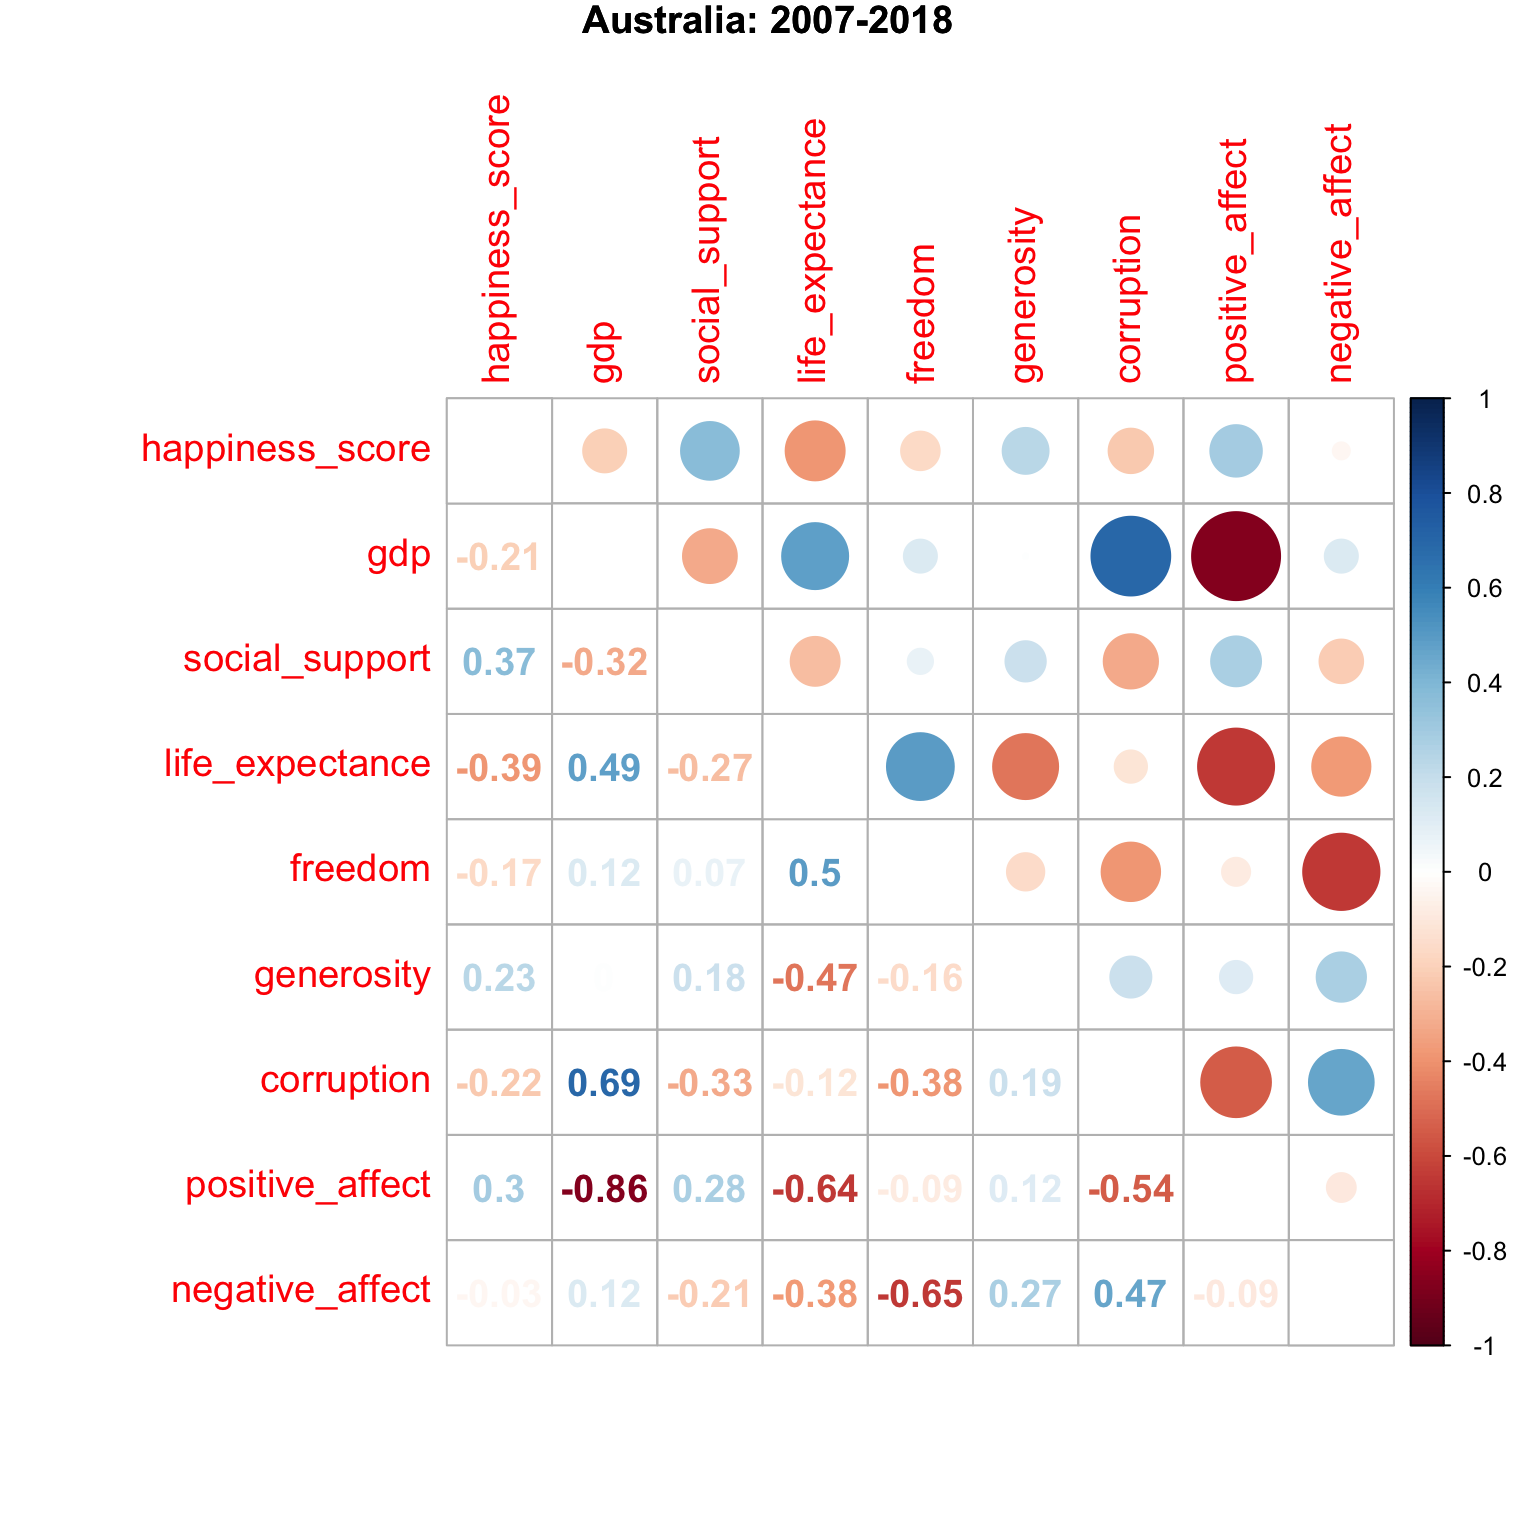 Australia: 2007-2018
happiness_score gdp social_support life_expectance freedom generosity corruption positive_affect negative_affect
happiness_score
gdp -0.21
social_support 0.37 -0.32
life_expectance -0.39 0.49 -0.27
freedom -0.17 0.12 0.07 0.5
generosity 0.23 0.18 -0.47 -0.16
corruption -0.22 0.69 -0.33 -0.12 -0.38 0.19
positive_affect 0.3 -0.86 0.28 -0.64 -0.09 0.12 -0.54
negative_affect -0.03 0.12 -0.21 -0.38 -0.65 0.27 0.47 -0.09
1
0.8
0.6
0.4
0.2
0
-0.2
-0.4
-0.6
-0.8
-1